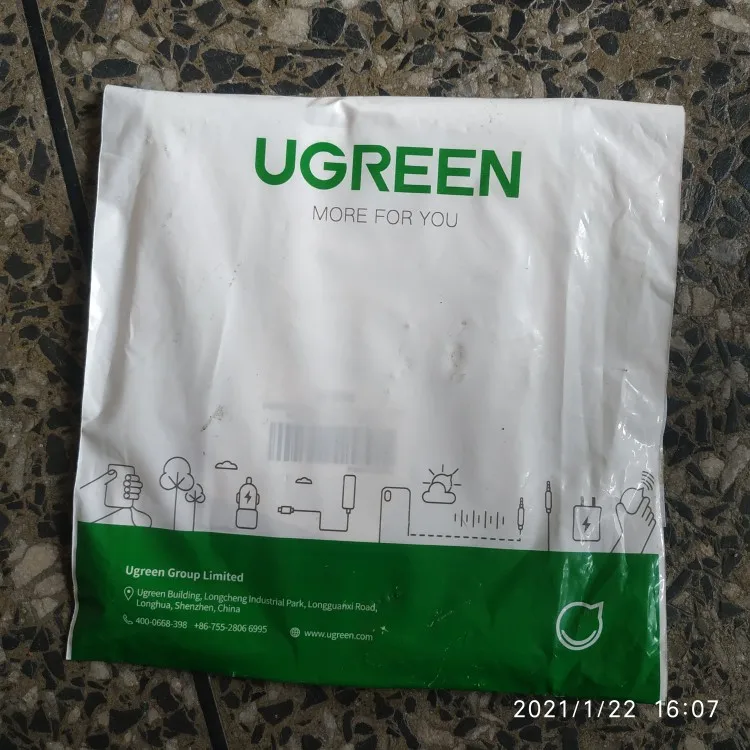 UGREEN
MORE FOR YOU
Ugreen Group Limited
Ugreen Building, Longcheng Industrial Park, Longguanxi Road,
Longhua, Shenzhen, China
400-0668-398 +86-755-2806 6995
www.ugreen.com
2021/1/22 16:07